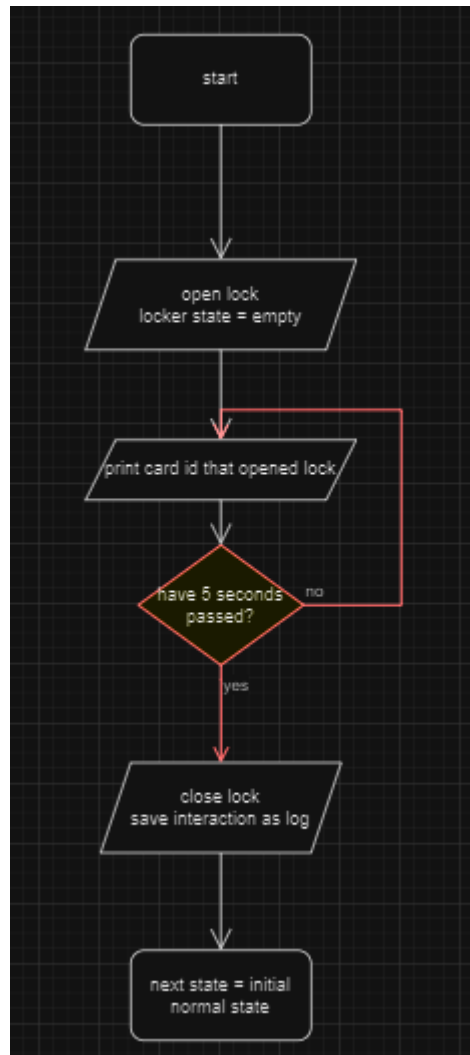 start
open lock
locker state = empty
print card id that opened lock
have 5 seconds
passed?
no
yes
close lock
save interaction as log
next state = initial
normal state